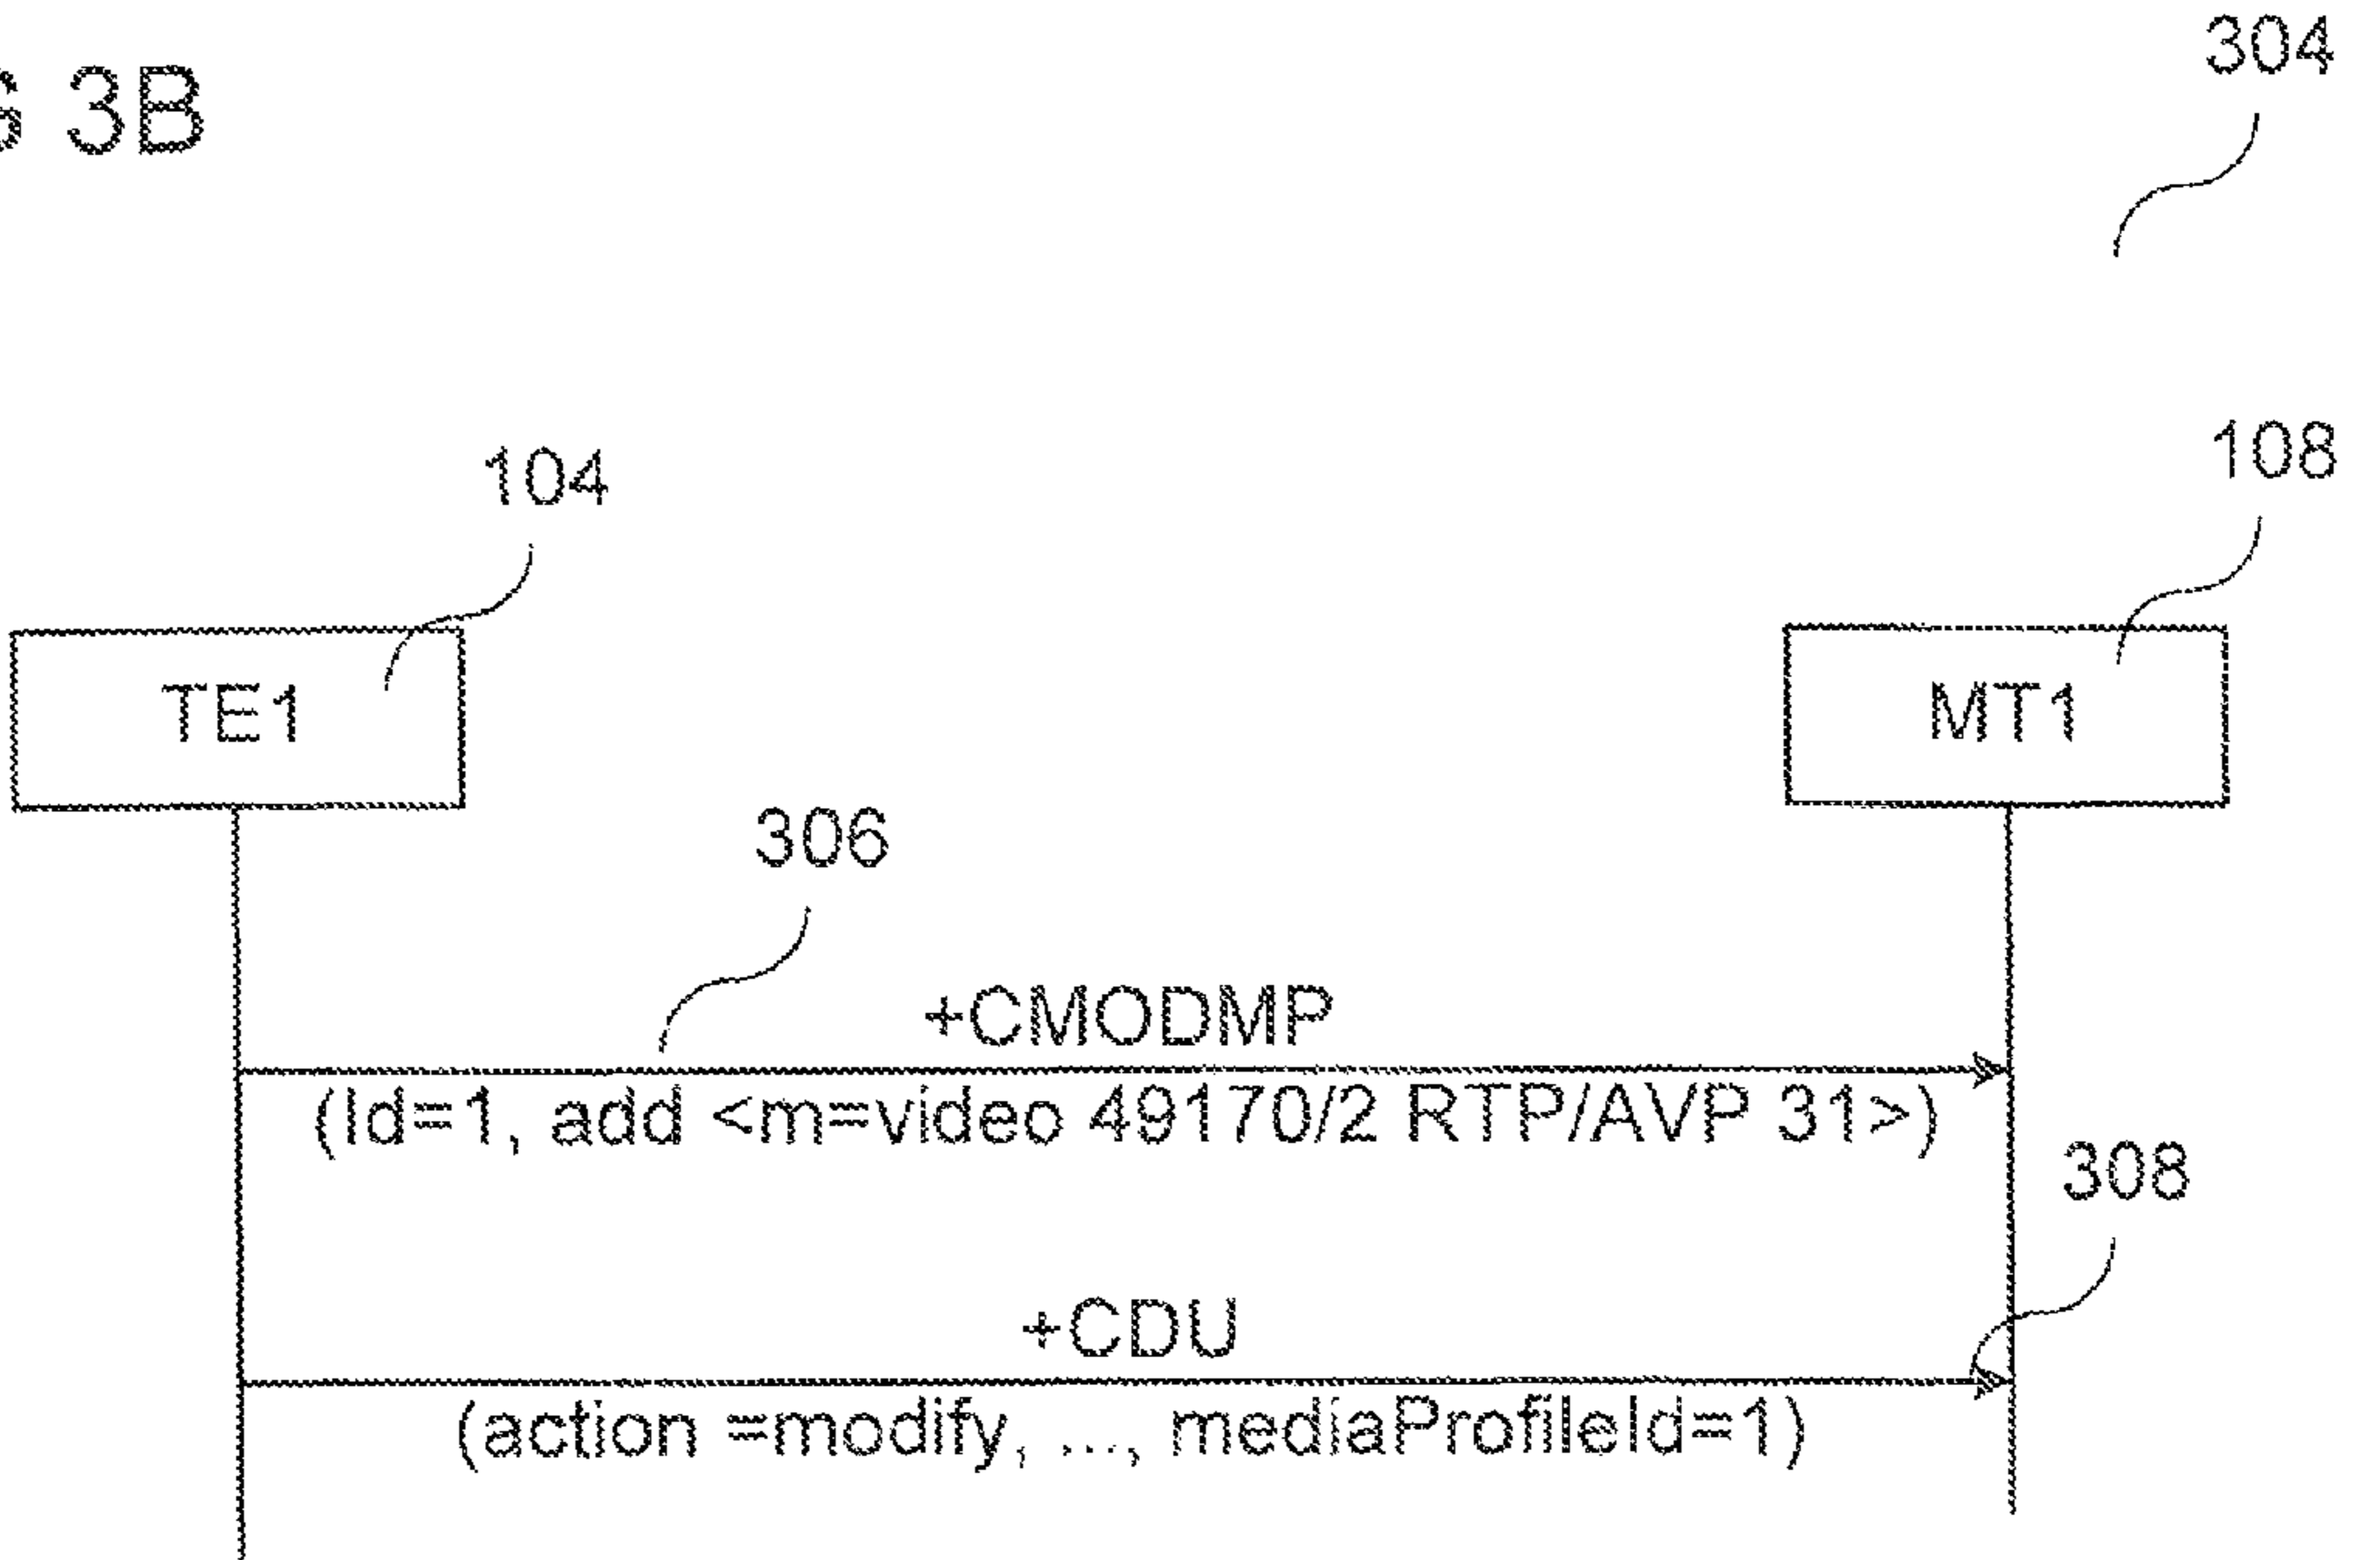 3B
304
104
108
TE1
MT1
306
+CMODMP
(Id=1, add <m=video 49170/2 RTP/AVP 31>)
308
+CDU
(action =modify, ..., mediaProfileId=1)